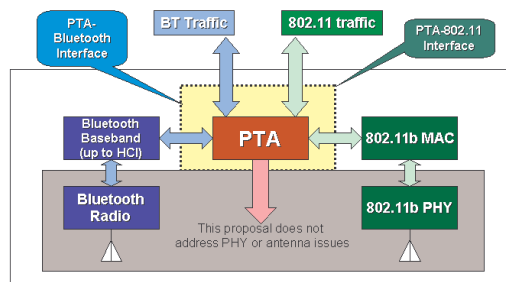 PTA-
Bluetooth
Interface
BT Traffic
802.11 traffic
PTA-802.11
Interface
Bluetooth
Baseband
(up to HCI)
PTA
802.11b MAC
Bluetooth
Radio
802.11b PHY
This proposal does not
address PHY or antenna issues